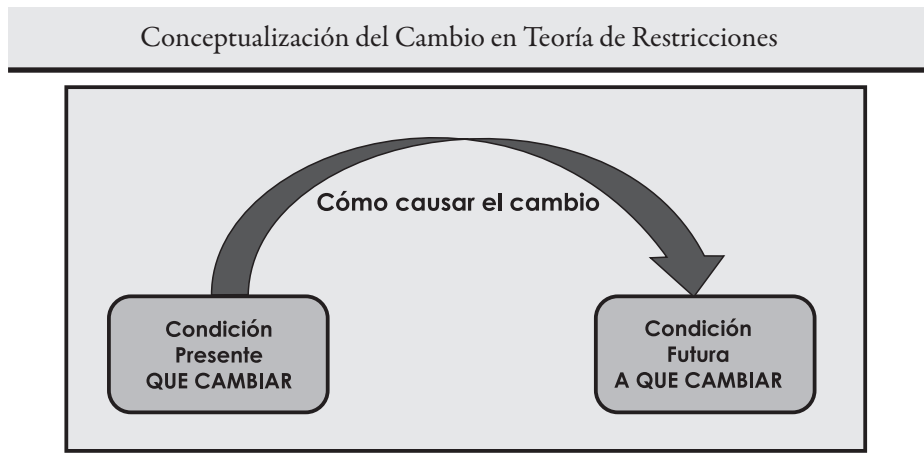 Conceptualización del Cambio en Teoría de Restricciones
Cómo causar el cambio
Condición
Presente
QUE CAMBIAR
Condición
Futura
A QUE CAMBIAR